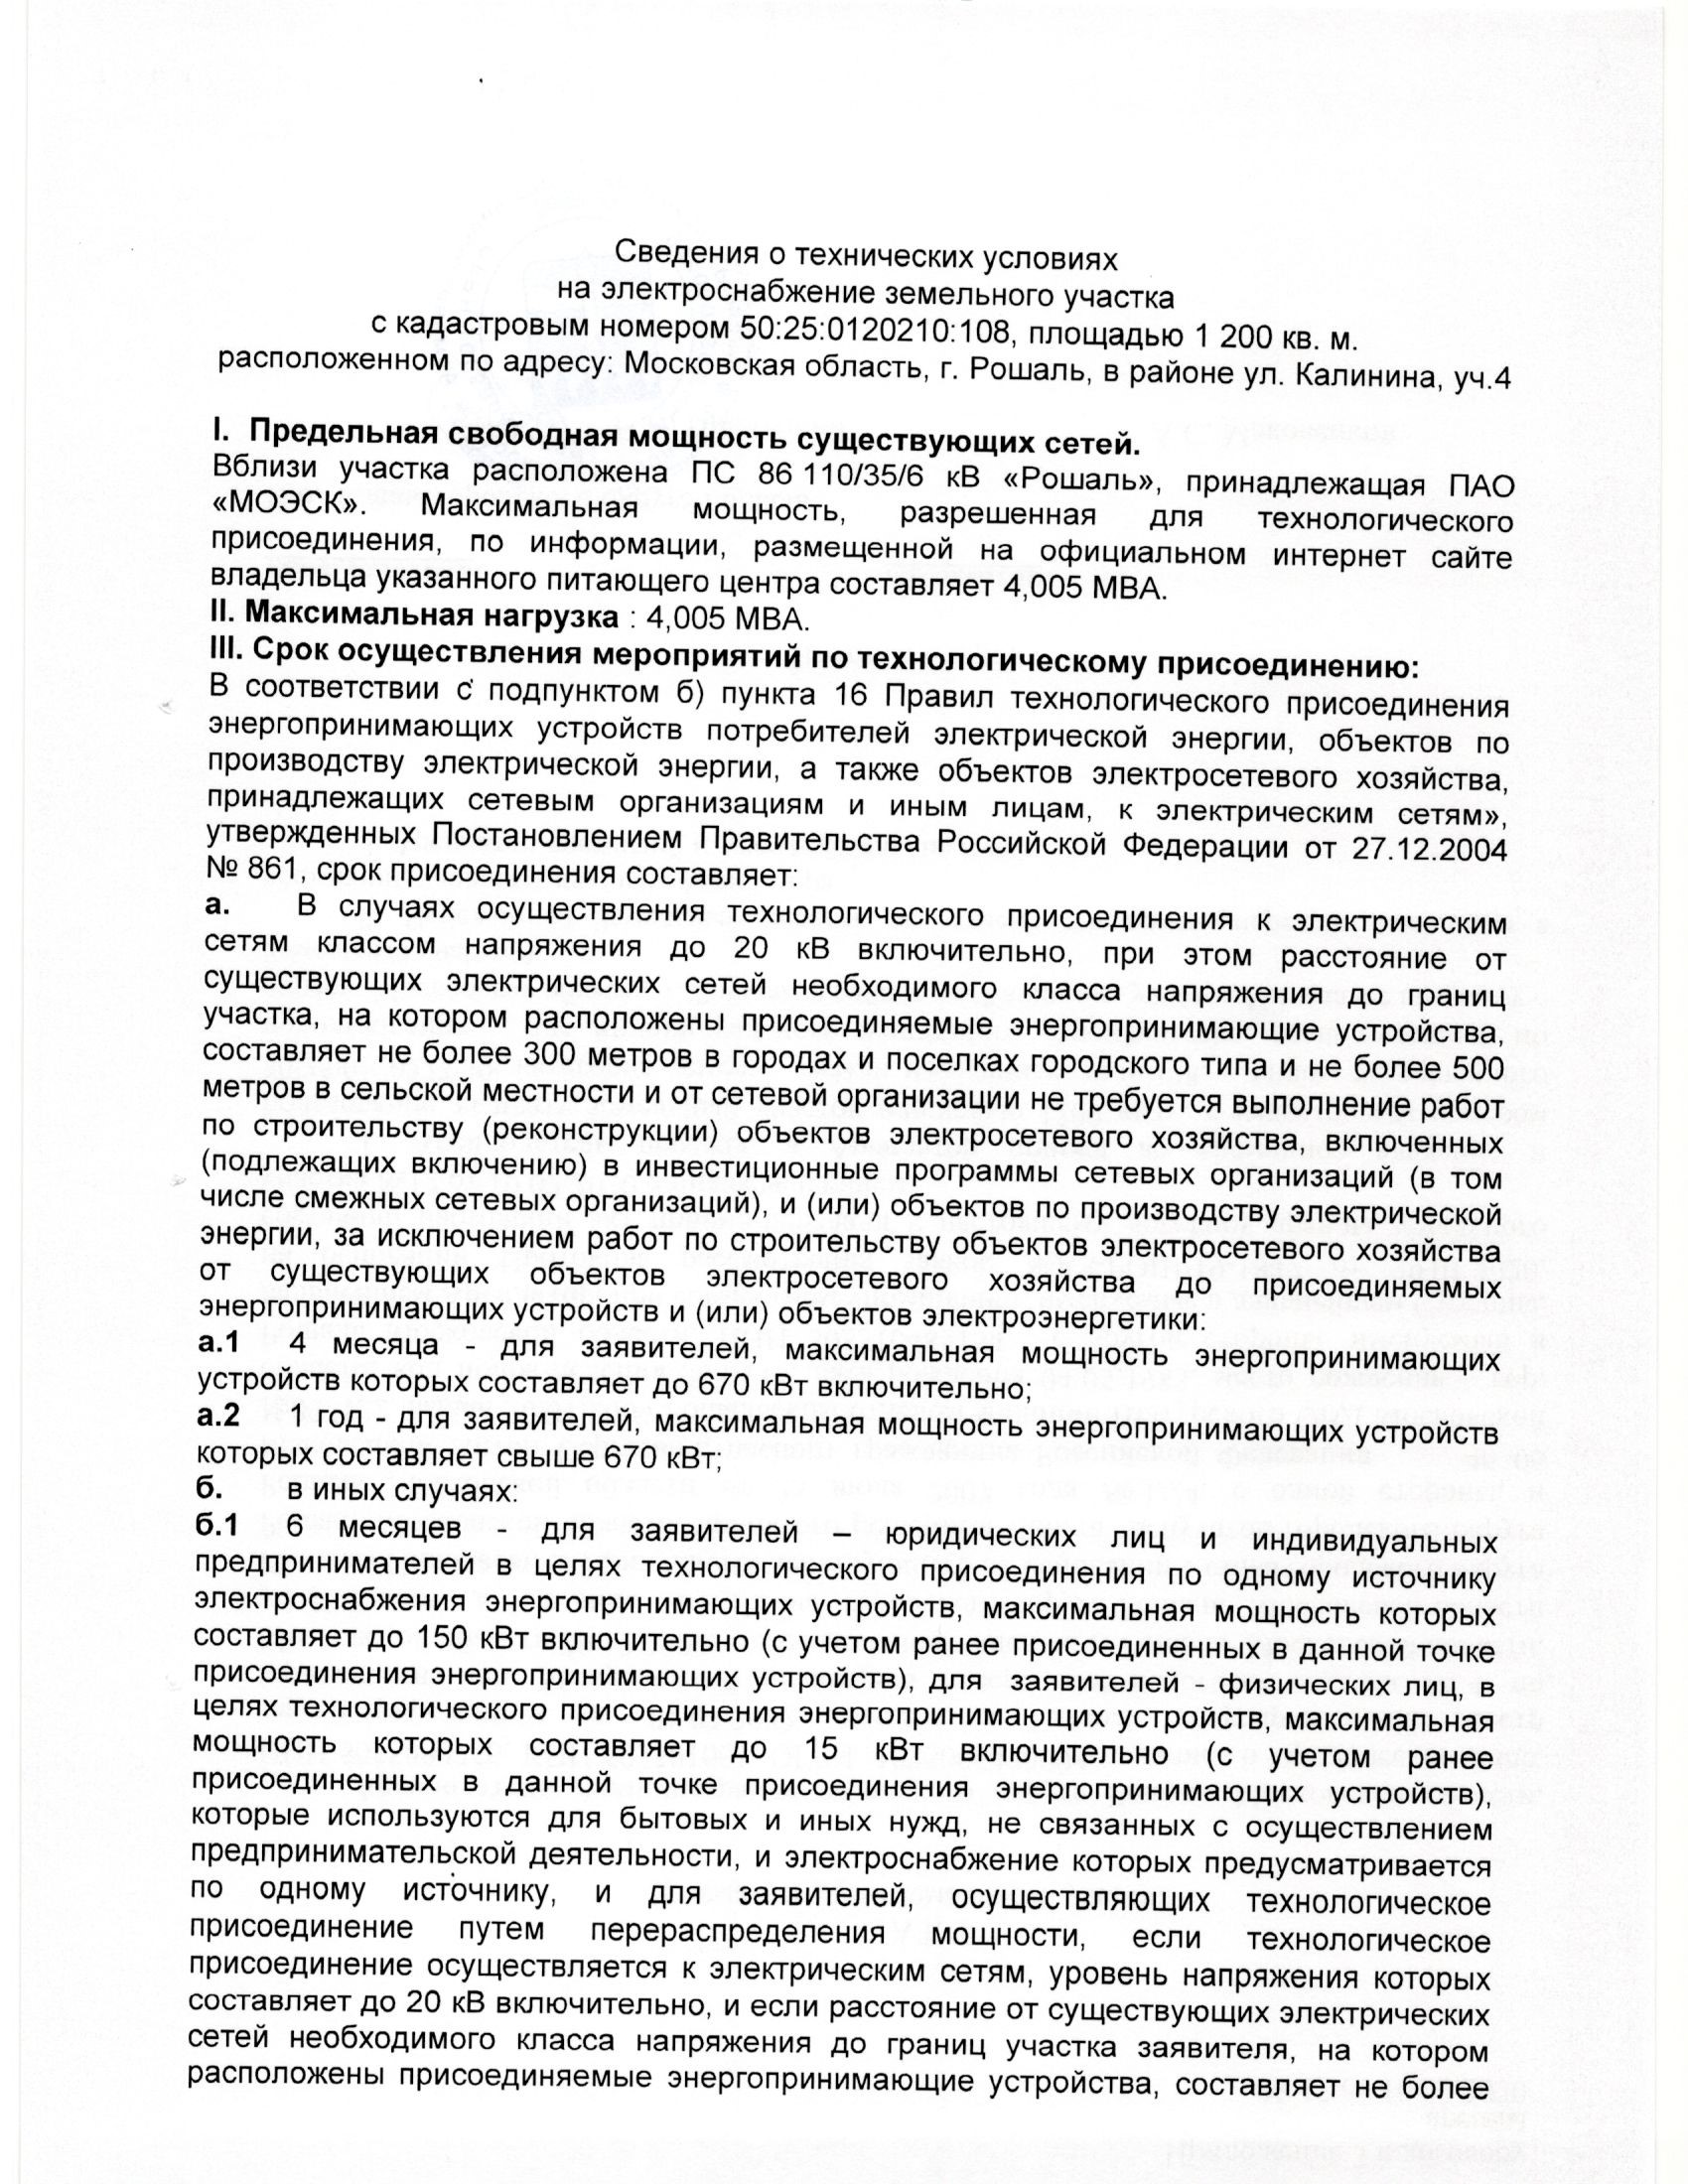 Сведения о технических условиях
на электроснабжение земельного участка
с кадастровым номером 50:25:0120210:108, площадью 1 200 кв. м.
расположенном по адресу: Московская область, г. Рошаль, в районе ул. Калинина, уч.4
I. Предельная свободная мощность существующих сетей.
Вблизи участка расположена ПС 86 110/35/6 кВ «Рошаль», принадлежащая ПАО
«МОЭСК». Максимальная мощность, разрешенная для технологического
присоединения, по информации, размещенной на официальном интернет сайте
владельца указанного питающего центра составляет 4,005 МВА.
II. Максимальная нагрузка : 4,005 МВА.
III. Срок осуществления мероприятий по технологическому присоединению:
В соответствии с подпунктом б) пункта 16 Правил технологического присоединения
энергопринимающих устройств потребителей электрической энергии, объектов по
производству электрической энергии, а также объектов электросетевого хозяйства,
принадлежащих сетевым организациям и иным лицам, к электрическим сетям»,
утвержденных Постановлением Правительства Российской Федерации от 27.12.2004
№ 861, срок присоединения составляет:
а. В случаях осуществления технологического присоединения к электрическим
сетям классом напряжения до 20 кВ включительно, при этом расстояние от
существующих электрических сетей необходимого класса напряжения до границ
участка, на котором расположены присоединяемые энергопринимающие устройства,
составляет не более 300 метров в городах и поселках городского типа и не более 500
метров в сельской местности и от сетевой организации не требуется выполнение работ
по строительству (реконструкции) объектов электросетевого хозяйства, включенных
(подлежащих включению) в инвестиционные программы сетевых организаций (в том
числе смежных сетевых организаций), и (или) объектов по производству электрической
энергии, за исключением работ по строительству объектов электросетевого хозяйства
от существующих объектов электросетевого хозяйства до присоединяемых
энергопринимающих устройств и (или) объектов электроэнергетики:
а.1 4 месяца - для заявителей, максимальная мощность энергопринимающих
устройств которых составляет до 670 кВт включительно;
а.2 1 год - для заявителей, максимальная мощность энергопринимающих устройств
которых составляет свыше 670 кВт;
б. в иных случаях:
б.1 6 месяцев - для заявителей – юридических лиц и индивидуальных
предпринимателей в целях технологического присоединения по одному источнику
электроснабжения энергопринимающих устройств, максимальная мощность которых
составляет до 150 кВт включительно (с учетом ранее присоединенных в данной точке
присоединения энергопринимающих устройств), для заявителей - физических лиц, в
целях технологического присоединения энергопринимающих устройств, максимальная
мощность которых составляет до 15 кВт включительно (с учетом ранее
присоединенных в данной точке присоединения энергопринимающих устройств),
которые используются для бытовых и иных нужд, не связанных с осуществлением
предпринимательской деятельности, и электроснабжение которых предусматривается
по одному источнику, и для заявителей, осуществляющих технологическое
присоединение путем перераспределения мощности, если технологическое
присоединение осуществляется к электрическим сетям, уровень напряжения которых
составляет до 20 кВ включительно, и если расстояние от существующих электрических
сетей необходимого класса напряжения до границ участка заявителя, на котором
расположены присоединяемые энергопринимающие устройства, составляет не более